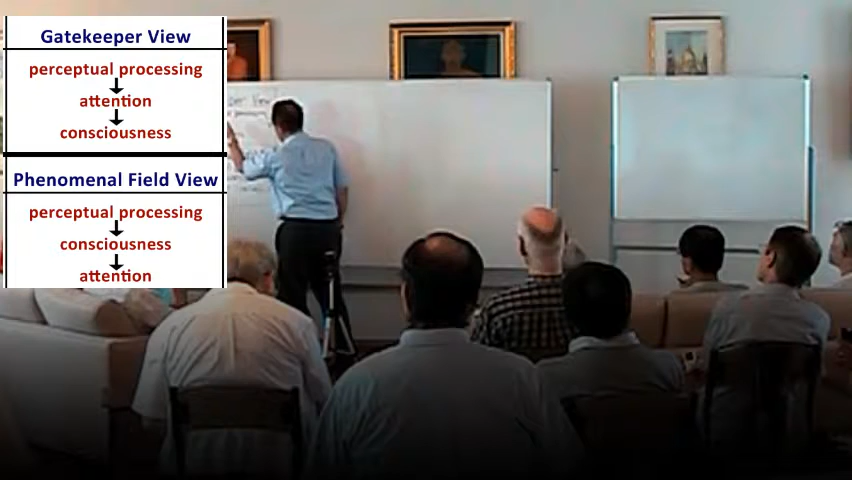 Gatekeeper View
perceptual processing
attention
consciousness
Phenomenal Field View
perceptual processing
consciousness
attention